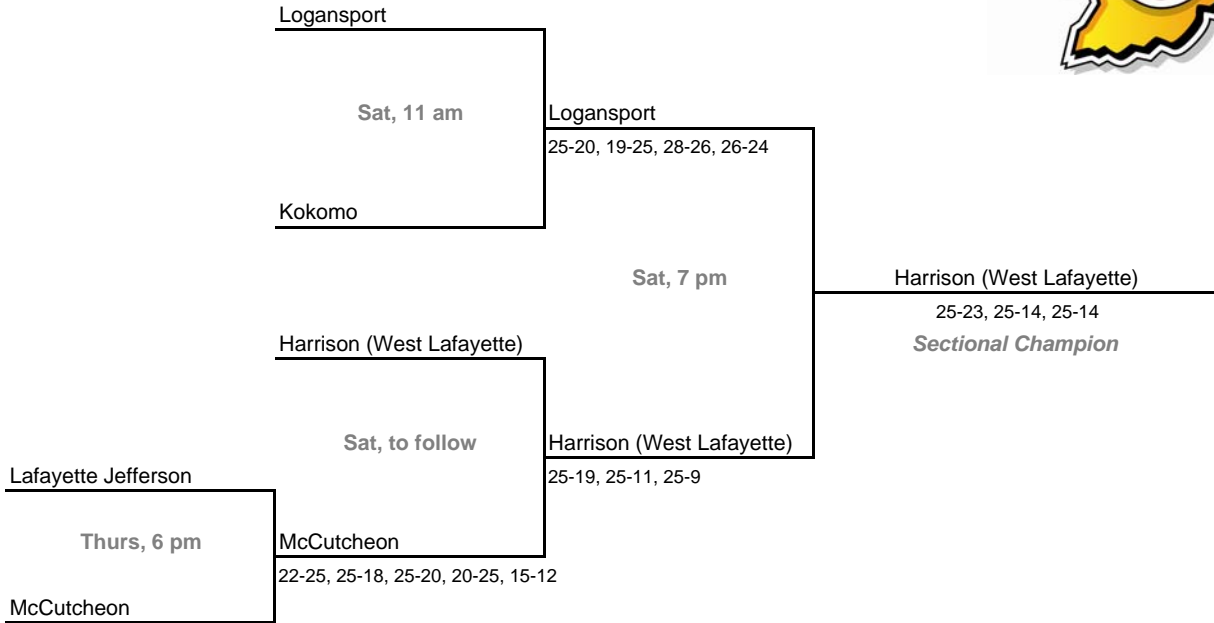 Logansport
Sat, 11 am
Logansport
25-20, 19-25, 28-26, 26-24
Kokomo
Sat, 7 pm
Harrison (West Lafayette)
25-23, 25-14, 25-14
Sectional Champion
Harrison (West Lafayette)
Sat, to follow
Harrison (West Lafayette)
25-19, 25-11, 25-9
Lafayette Jefferson
Thurs, 6 pm
McCutcheon
22-25, 25-18, 25-20, 20-25, 15-12
McCutcheon